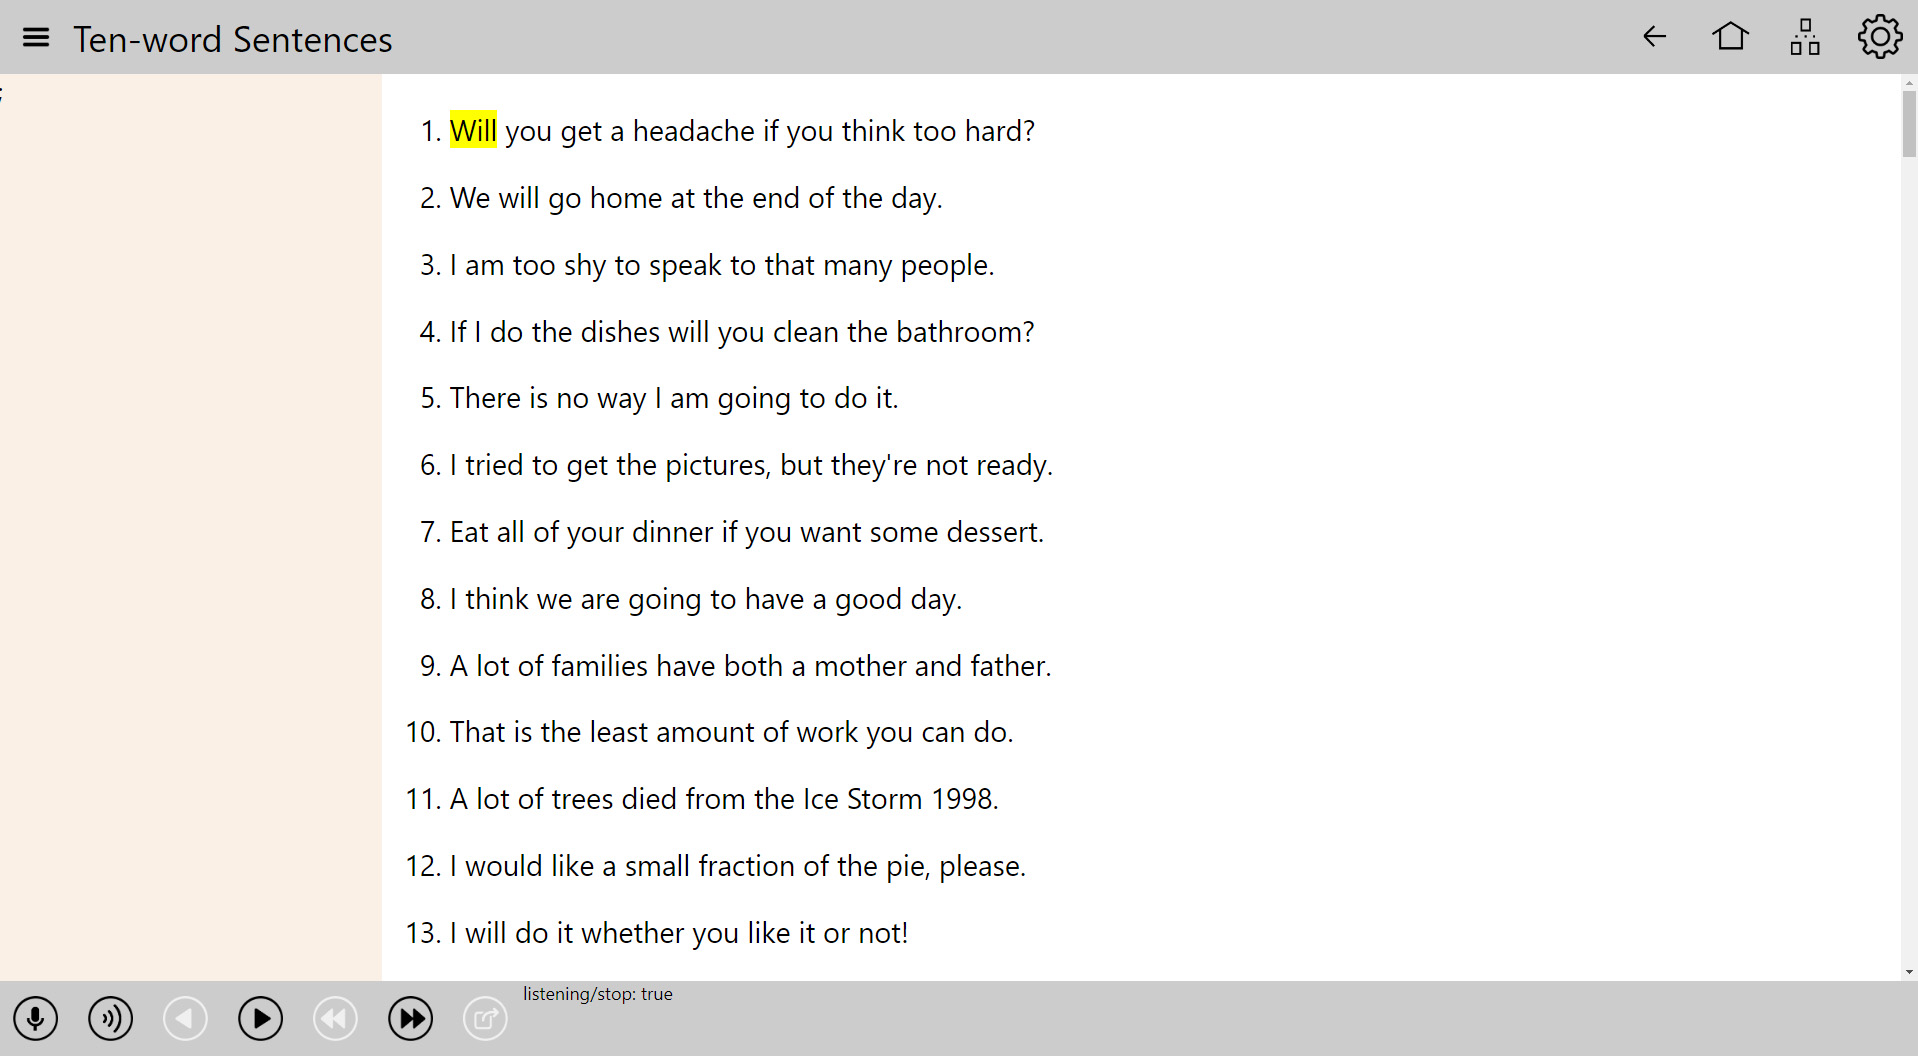 Ten-word Sentences
1. Will you get a headache if you think too hard?
2. We will go home at the end of the day.
3. I am too shy to speak to that many people.
4. If I do the dishes will you clean the bathroom?
5. There is no way I am going to do it.
6. I tried to get the pictures, but they're not ready.
7. Eat all of your dinner if you want some dessert.
8. I think we are going to have a good day.
9. A lot of families have both a mother and father.
10. That is the least amount of work you can do.
11. A lot of trees died from the Ice Storm 1998.
12. I would like a small fraction of the pie, please.
13. I will do it whether you like it or not!
listening/stop: true